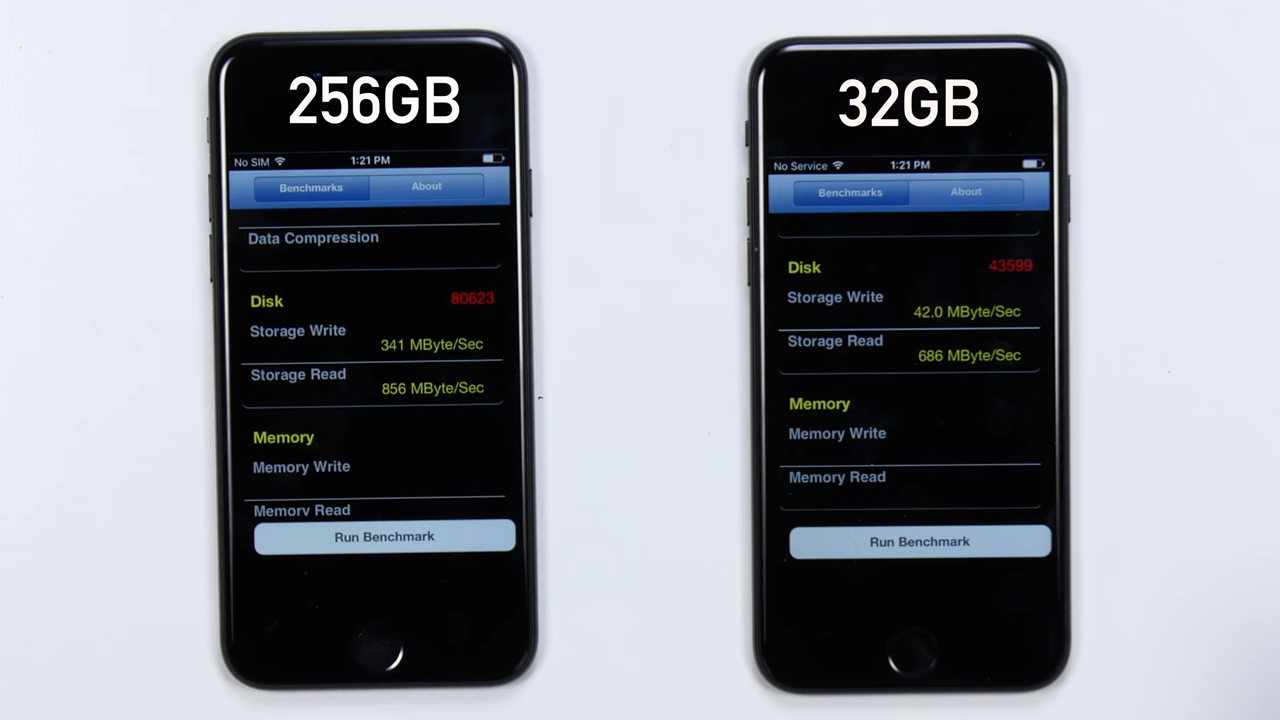 256GB
No SIM 1:21 PM
Benchmarks About
Data Compression
Disk 80623
Storage Write
341 MByte/Sec
Storage Read
856 MByte/Sec
Memory
Memory Write
Memory Read
Run Benchmark
32GB
No Service 1:21 PM
Benchmarks About
Disk 43599
Storage Write
42.0 MByte/Sec
Storage Read
686 MByte/Sec
Memory
Memory Write
Memory Read
Run Benchmark